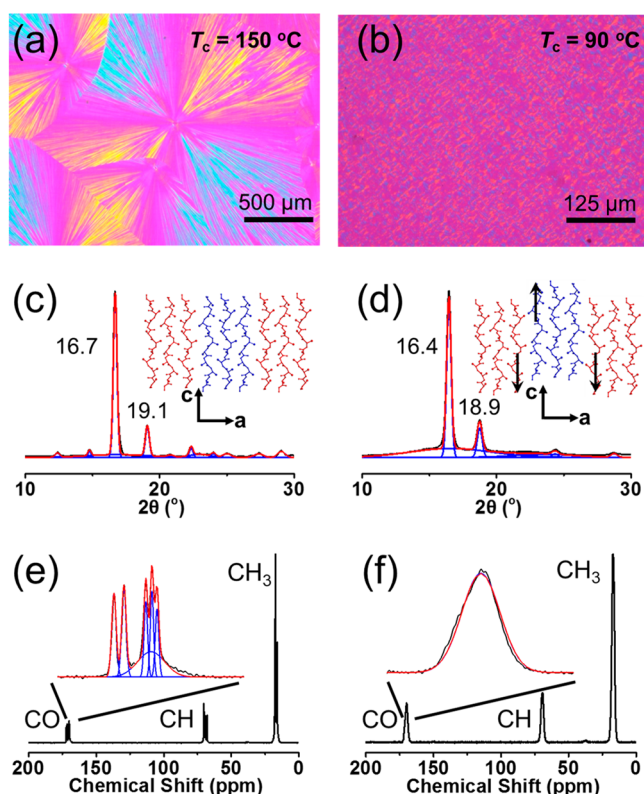 (a)
T_c = 150 °C
500 µm
(b)
T_c = 90 °C
125 µm
(c)
16.7
19.1
c
a
10 20 30
2θ (°)
(d)
16.4
18.9
c
a
10 20 30
2θ (°)
(e)
CH₃
CO
CH
200 150 100 50 0
Chemical Shift (ppm)
(f)
CH₃
CO
CH
200 150 100 50 0
Chemical Shift (ppm)